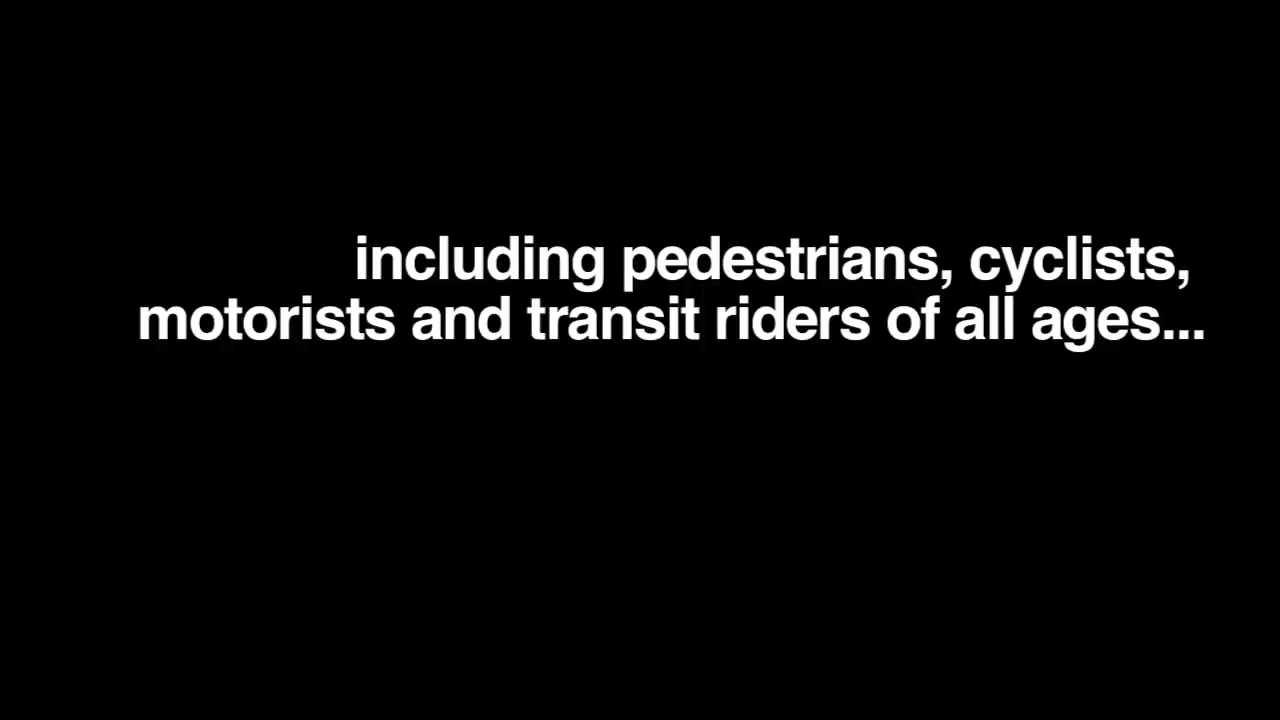 including pedestrians, cyclists,
motorists and transit riders of all ages...